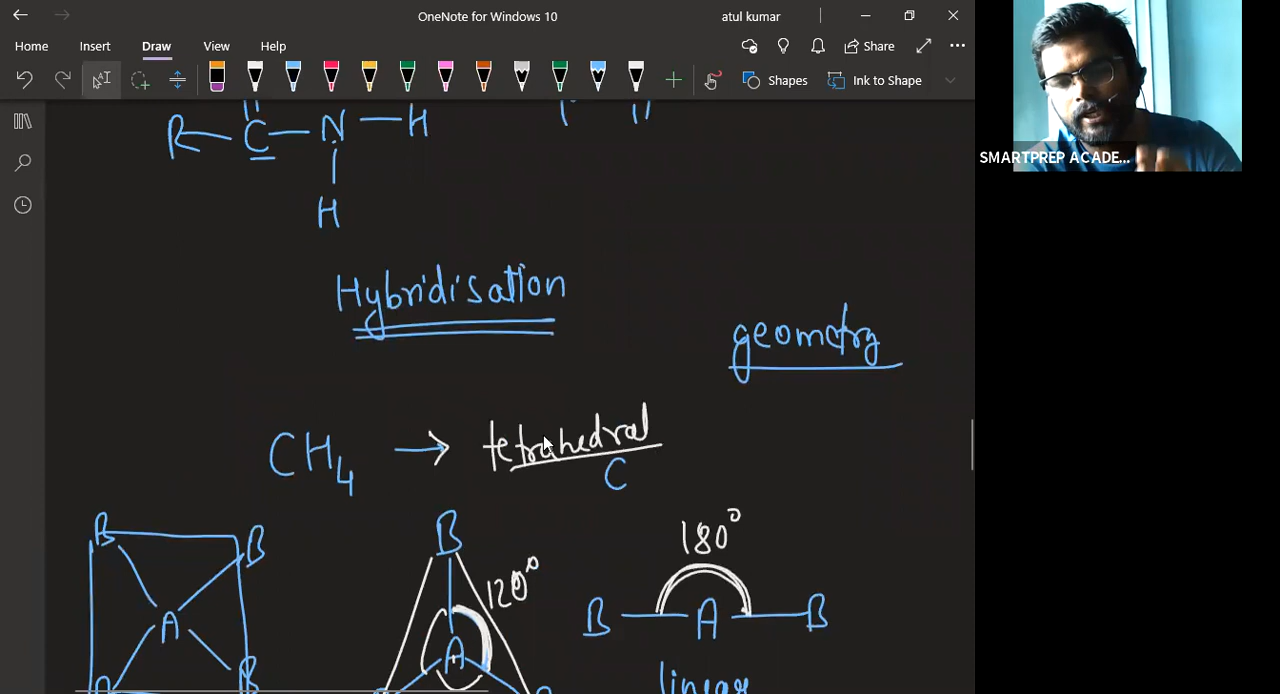 OneNote for Windows 10
atul kumar
Home Insert Draw View Help
Share
Shapes
Ink to Shape
SMARTPREP ACADE...
R C N H
H
Hybridisation
geometry
CH4 → tetrahedral
C
180°
B
B B
120°
A
B A B
A
B
linear